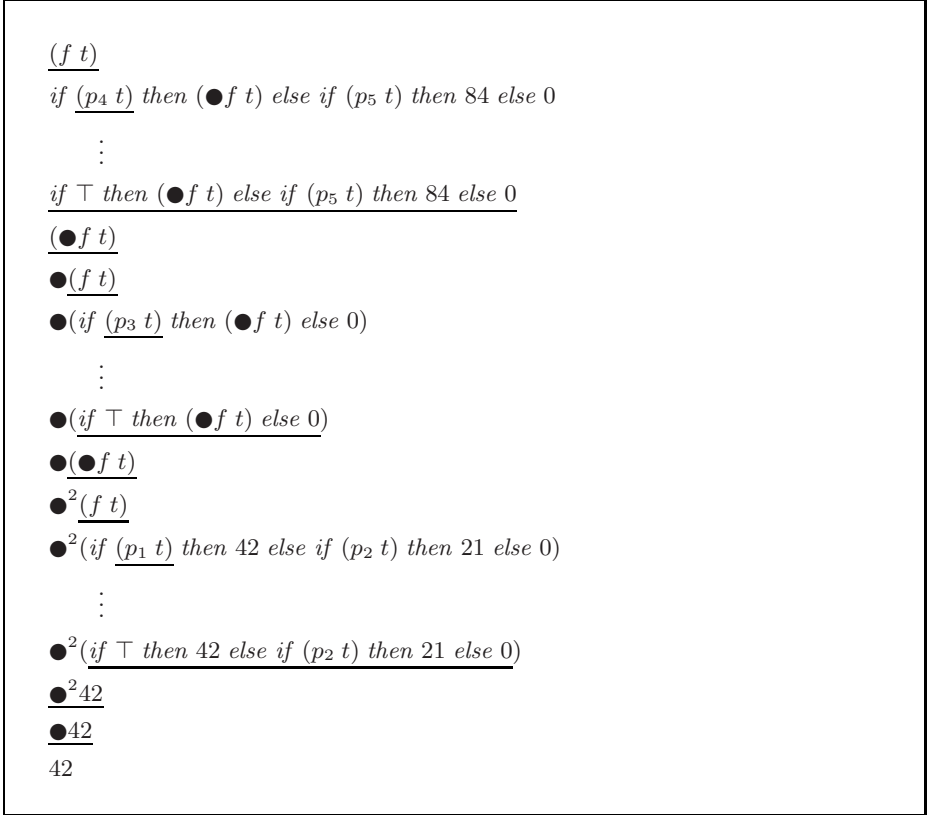 (f t)
if (p₄ t) then (●f t) else if (p₅ t) then 84 else 0
⋮
if ⊤ then (●f t) else if (p₅ t) then 84 else 0
(●f t)
●(f t)
●(if (p₃ t) then (●f t) else 0)
⋮
●(if ⊤ then (●f t) else 0)
●(●f t)
●²(f t)
●²(if (p₁ t) then 42 else if (p₂ t) then 21 else 0)
⋮
●²(if ⊤ then 42 else if (p₂ t) then 21 else 0)
●²42
●42
42